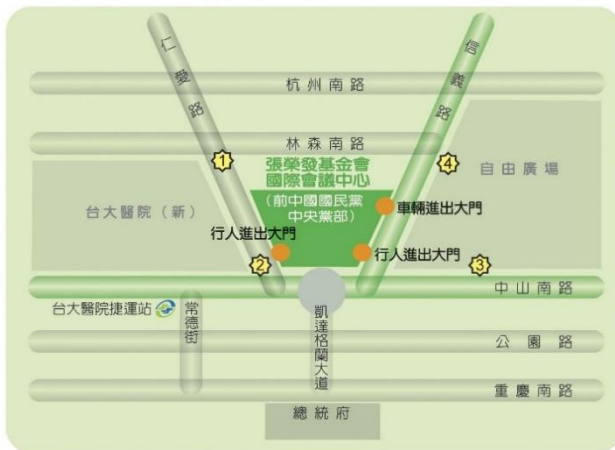 仁愛路
信義路
杭州南路
林森南路
1
4
張榮發基金會
國際會議中心
自由廣場
(前中國國民黨
中央黨部)
車輛進出大門
台大醫院(新)
行人進出大門
行人進出大門
2
3
中山南路
台大醫院捷運站
常德街
凱達格蘭大道
公園路
重慶南路
總統府